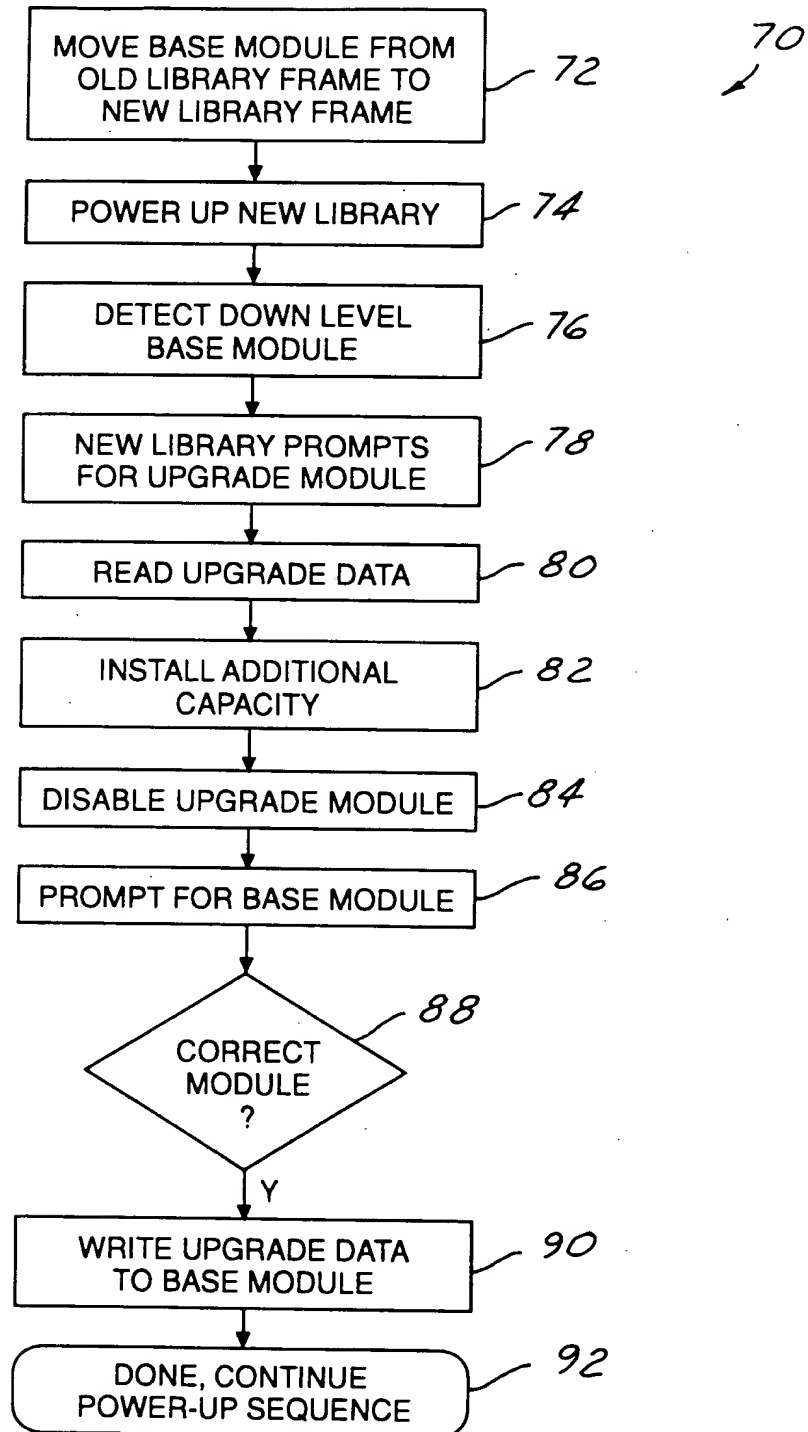 MOVE BASE MODULE FROM
OLD LIBRARY FRAME TO
NEW LIBRARY FRAME
72
70
POWER UP NEW LIBRARY
74
DETECT DOWN LEVEL
BASE MODULE
76
NEW LIBRARY PROMPTS
FOR UPGRADE MODULE
78
READ UPGRADE DATA
80
INSTALL ADDITIONAL
CAPACITY
82
DISABLE UPGRADE MODULE
84
PROMPT FOR BASE MODULE
86
CORRECT
MODULE
?
88
Y
WRITE UPGRADE DATA
TO BASE MODULE
90
DONE, CONTINUE
POWER-UP SEQUENCE
92